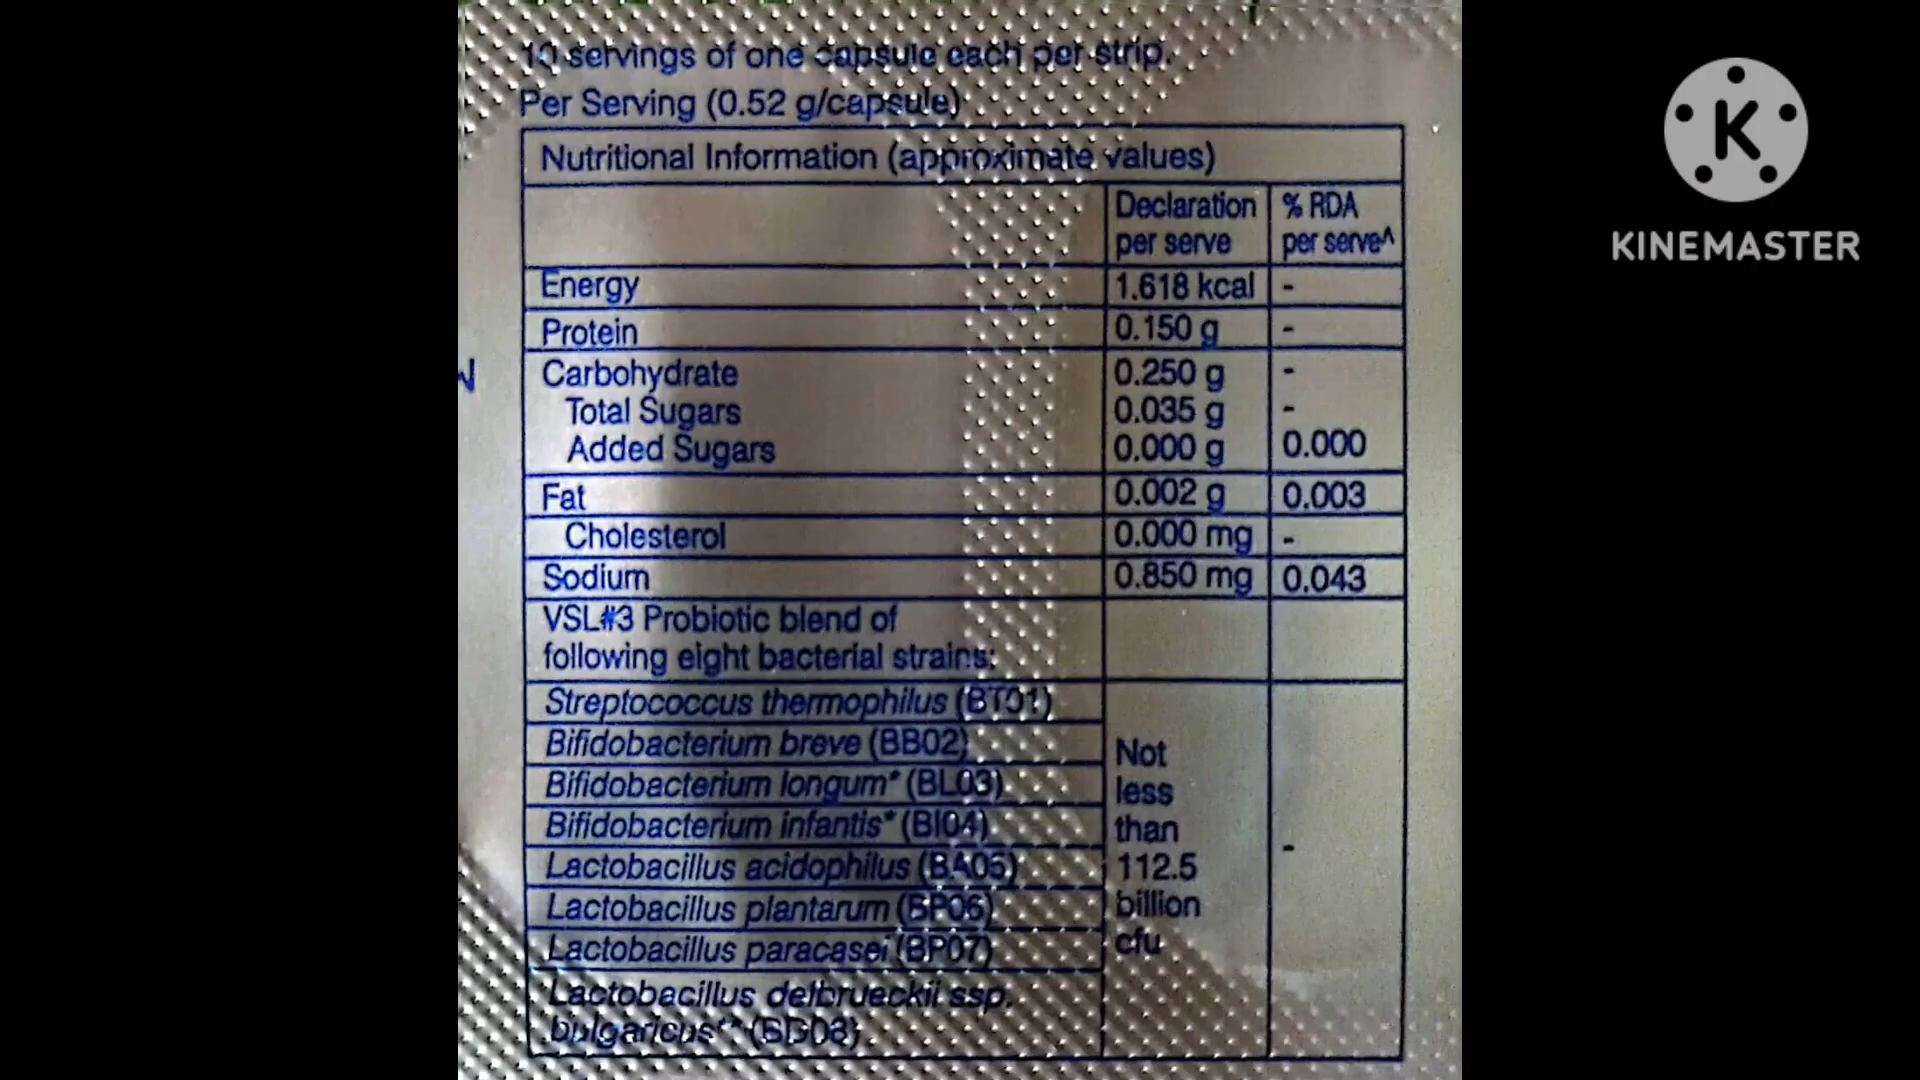 10 servings of one capsule each per strip.
Per Serving (0.52 g/capsule)
Nutritional Information (approximate values)
Declaration per serve % RDA per serve^
Energy 1.618 kcal -
Protein 0.150 g -
Carbohydrate 0.250 g -
Total Sugars 0.035 g -
Added Sugars 0.000 g 0.000
Fat 0.002 g 0.003
Cholesterol 0.000 mg -
Sodium 0.850 mg 0.043
VSL#3 Probiotic blend of
following eight bacterial strains:
Streptococcus thermophilus (BT01)
Bifidobacterium breve (BB02)
Bifidobacterium longum* (BL03)
Bifidobacterium infantis* (BI04)
Lactobacillus acidophilus (BA05)
Lactobacillus plantarum (BP06)
Lactobacillus paracasei (BP07)
Lactobacillus delbrueckii ssp.
bulgaricus** (BD08)
Not
less
than
112.5
billion
cfu
-
K
KINEMASTER